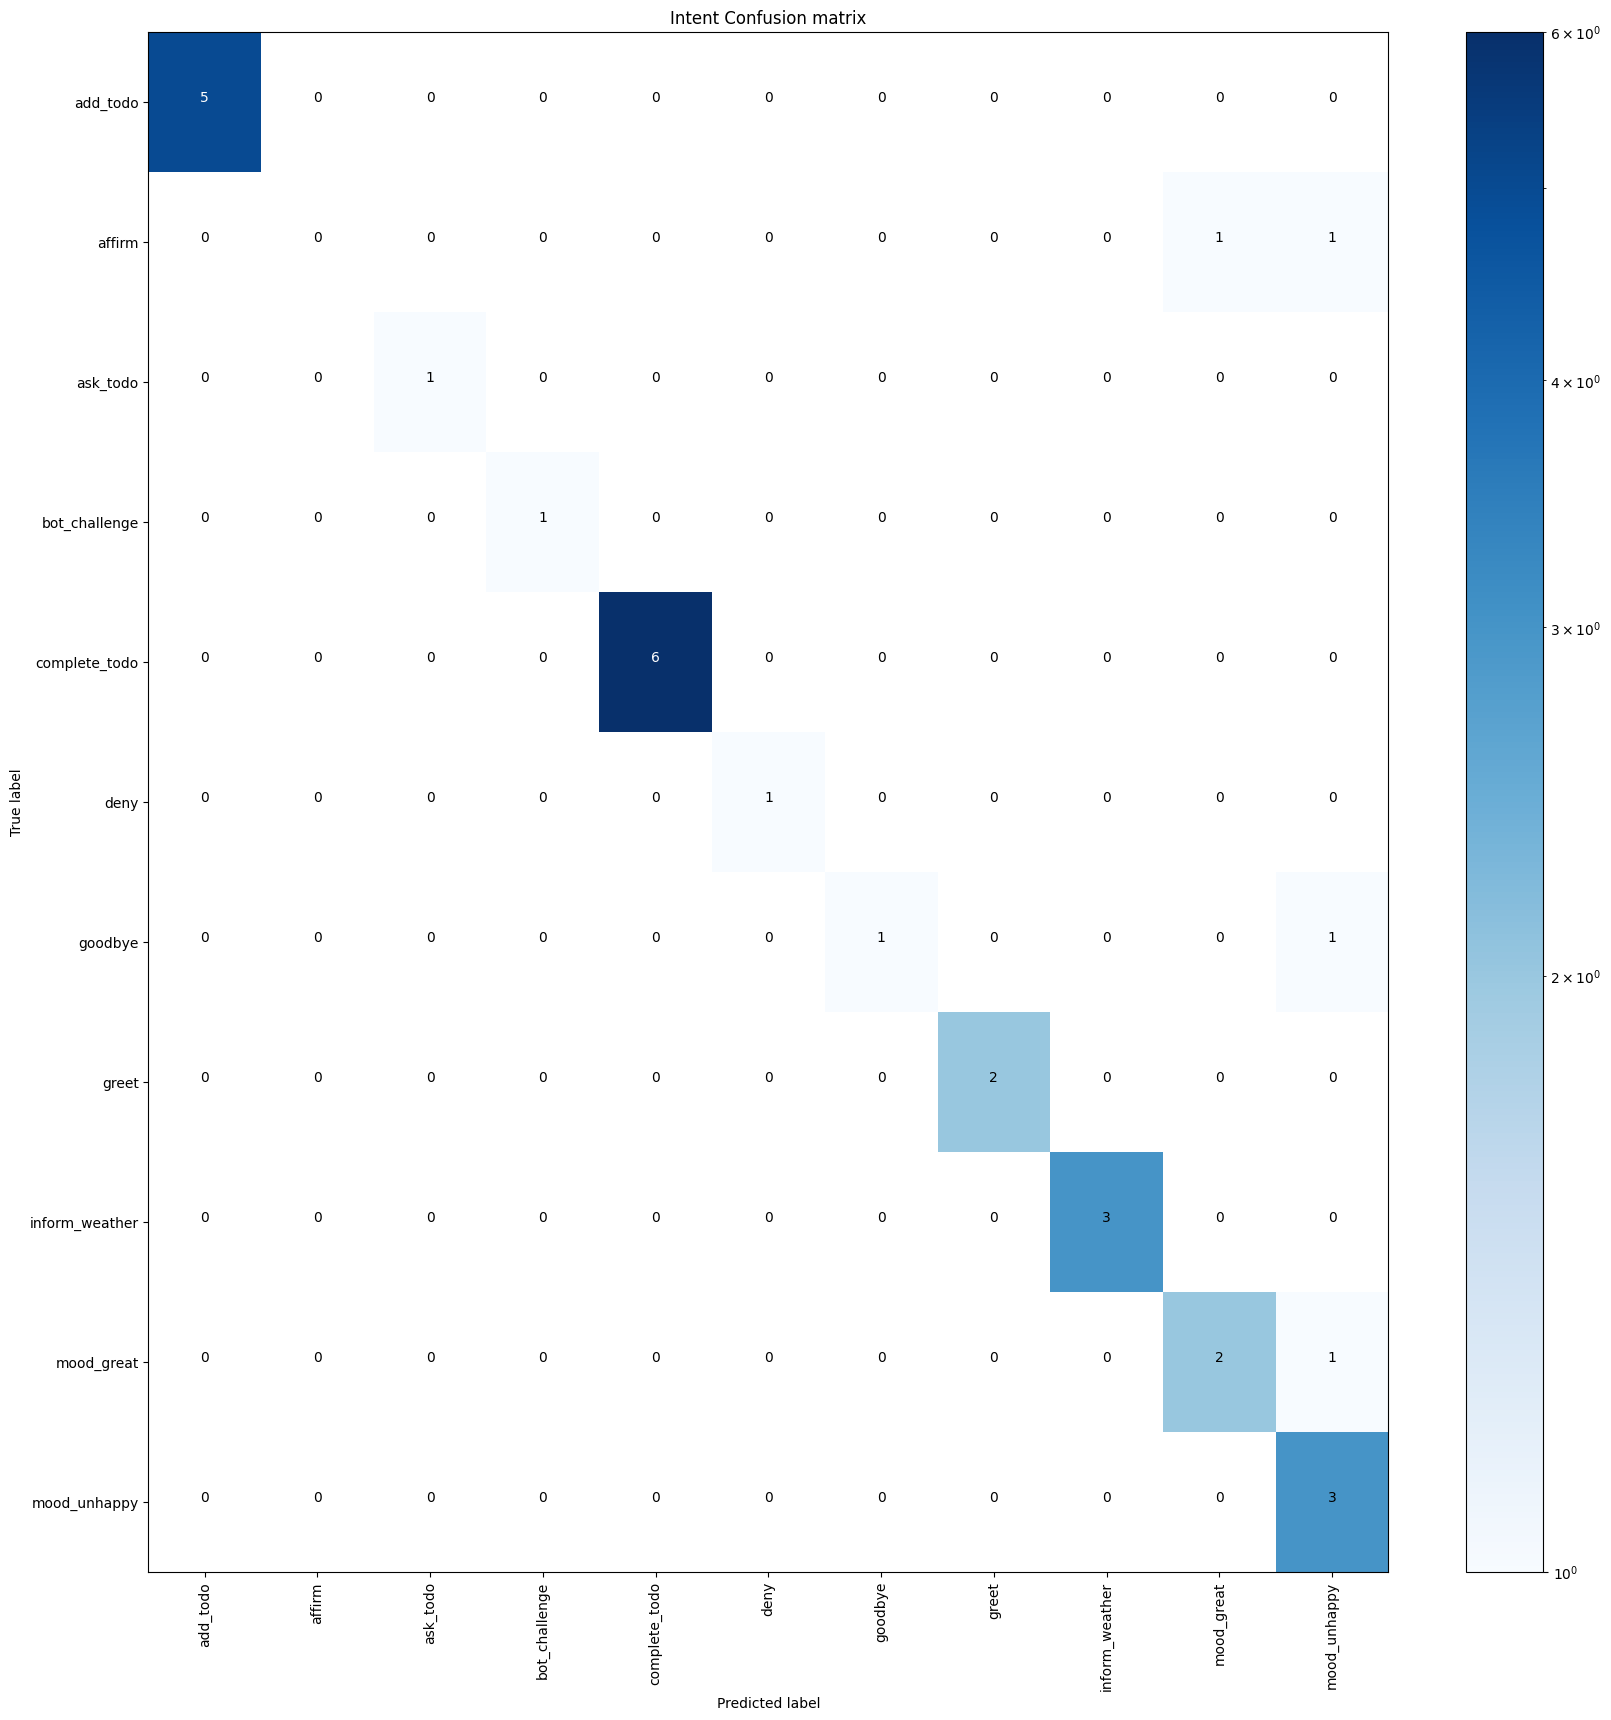 Intent Confusion matrix
True label
add_todo 5 0 0 0 0 0 0 0 0 0 0
affirm 0 0 0 0 0 0 0 0 0 1 1
ask_todo 0 0 1 0 0 0 0 0 0 0 0
bot_challenge 0 0 0 1 0 0 0 0 0 0 0
complete_todo 0 0 0 0 6 0 0 0 0 0 0
deny 0 0 0 0 0 1 0 0 0 0 0
goodbye 0 0 0 0 0 0 1 0 0 0 1
greet 0 0 0 0 0 0 0 2 0 0 0
inform_weather 0 0 0 0 0 0 0 0 3 0 0
mood_great 0 0 0 0 0 0 0 0 0 2 1
mood_unhappy 0 0 0 0 0 0 0 0 0 0 3
add_todo
affirm
ask_todo
bot_challenge
complete_todo
deny
goodbye
greet
inform_weather
mood_great
mood_unhappy
Predicted label
6 × 10⁰
4 × 10⁰
3 × 10⁰
2 × 10⁰
10⁰